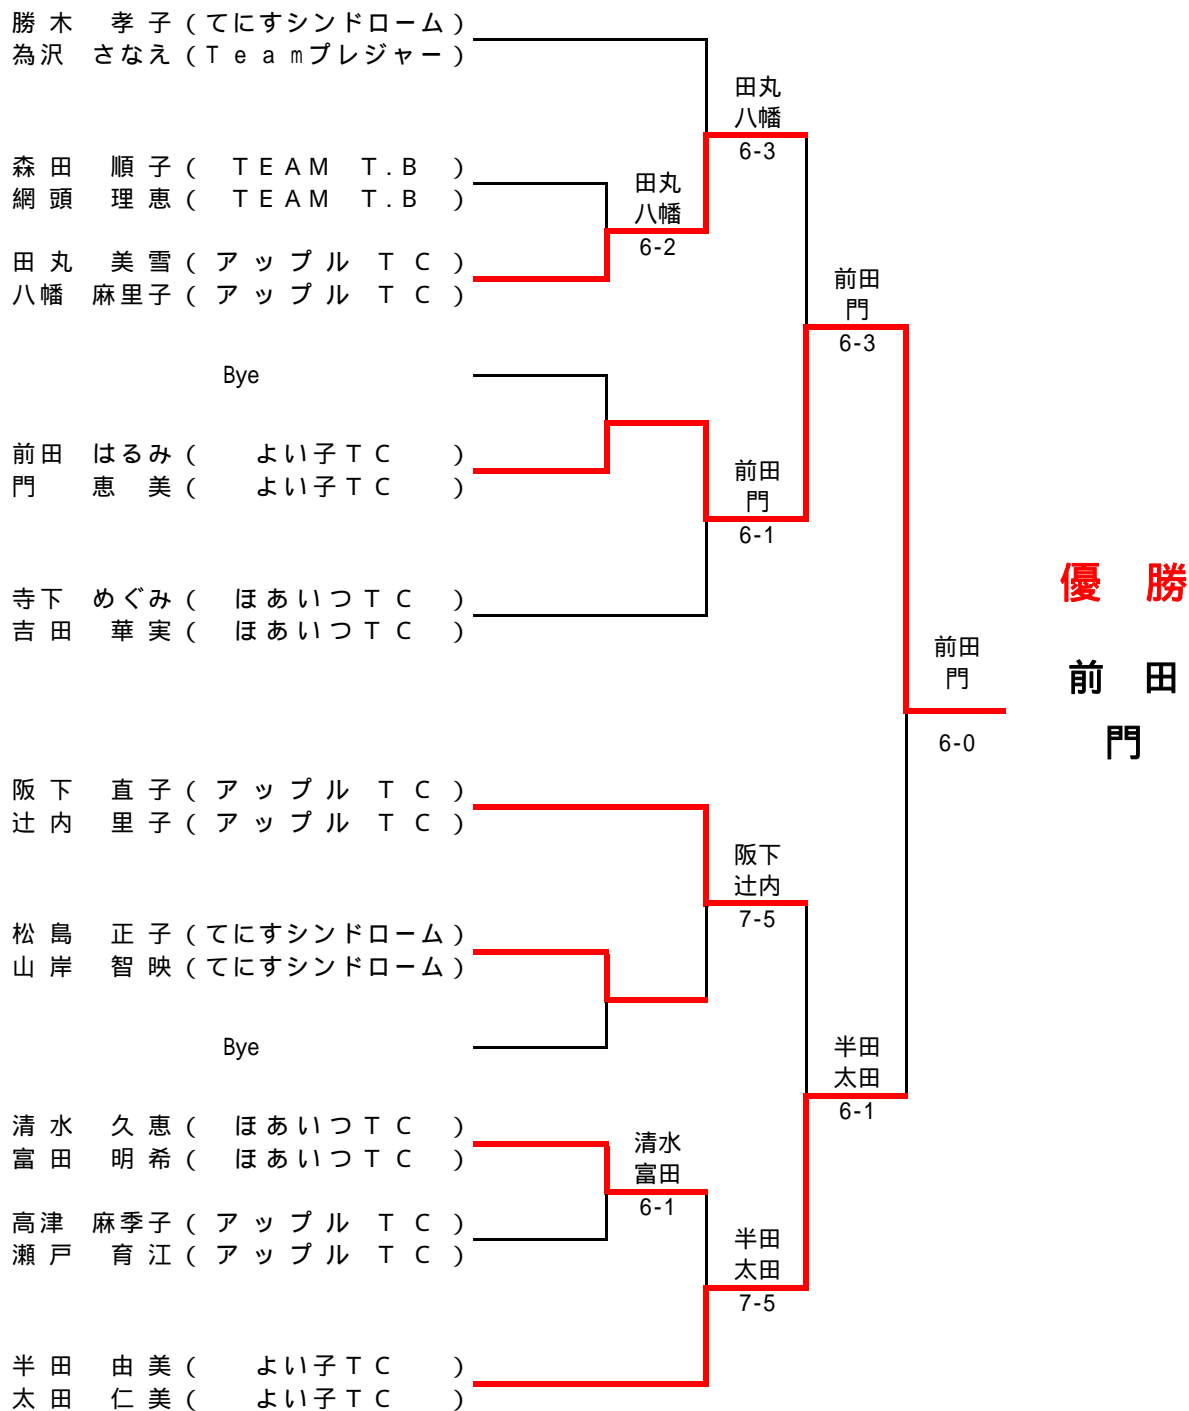 勝木 孝子(てにすシンドローム)
為沢 さなえ(Teamプレジャー)
田丸
八幡
6-3
森田 順子( TEAM T.B )
網頭 理恵( TEAM T.B )
田丸
八幡
6-2
田丸 美雪(アップル TC)
八幡 麻里子(アップル TC)
前田
門
6-3
Bye
前田 はるみ( よい子TC )
門 恵美( よい子TC )
前田
門
6-1
寺下 めぐみ( ほあいつTC )
吉田 華実( ほあいつTC )
優 勝
前田
門
6-0
前 田
門
阪下 直子(アップル TC)
辻内 里子(アップル TC)
阪下
辻内
7-5
松島 正子(てにすシンドローム)
山岸 智映(てにすシンドローム)
Bye
半田
太田
6-1
清水 久恵( ほあいつTC )
富田 明希( ほあいつTC )
清水
富田
6-1
高津 麻季子(アップル TC)
瀬戸 育江(アップル TC)
半田
太田
7-5
半田 由美( よい子TC )
太田 仁美( よい子TC )